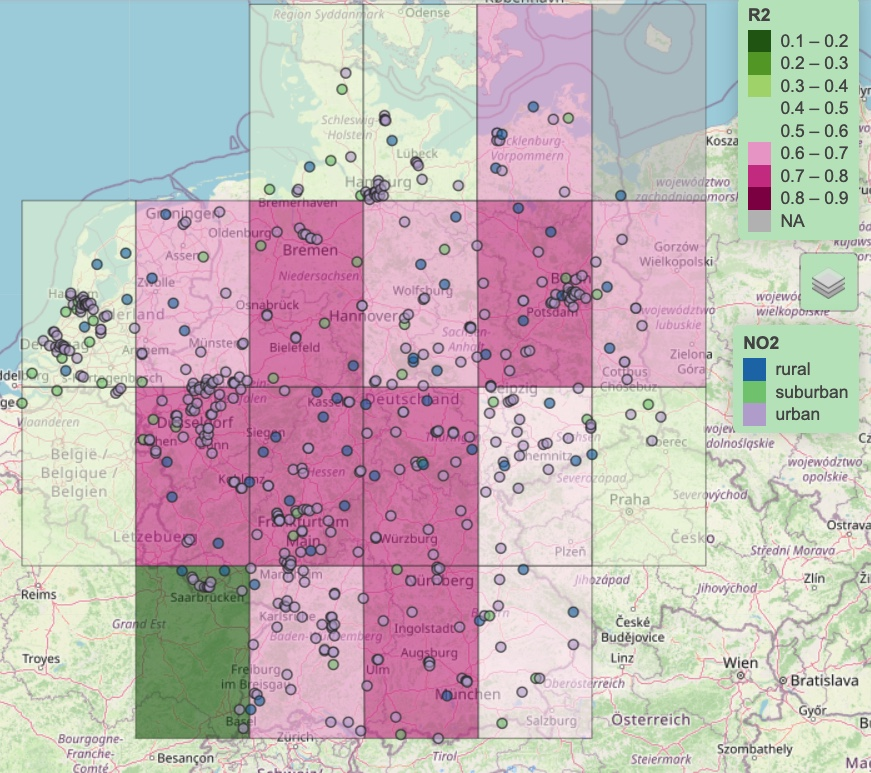 København
Region Syddanmark
Odense
R2
0.1 – 0.2
0.2 – 0.3
0.3 – 0.4
0.4 – 0.5
0.5 – 0.6
0.6 – 0.7
0.7 – 0.8
0.8 – 0.9
NA
Schleswig-
Holstein
Lübeck
Hamburg
Vorpommern
Kosza
województwo
zachodniopomorskie
Bremerhaven
Groningen
Oldenburg
Assen
Bremen
Niedersachsen
Zwolle
Osnabrück
Wolfsburg
Hannover
Berlin
Potsdam
Gorzów
Wielkopolski
województwo
lubuskie
wielkopolskie
NO2
rural
suburban
urban
Münster
Bielefeld
Sachsen-
Anhalt
Arnhem
's-Hertogenbosch
Zielona
Góra
Cottbus
Chóśebuz
Leipzig
Vlaanderen
Kassel
Deutschland
Düsseldorf
Siegen
België /
Belgique /
Belgien
Hessen
Koblenz
Chemnitz
Sachsen
Liberec
dolnośląskie
województwo
opolskie
Severozápad
Severovýchod
Praha
Frankfurt am
Main
Würzburg
Letzebuerg
Plzeň
Česko
Ostrava
Střední Morava
Reims
Saarbrücken
Mannheim
Nürnberg
Jihozápad
Jihovýchod
Zlín
Grand Est
Karlsruhe
Baden-Württemberg
Ingolstadt
České
Budějovice
Troyes
Augsburg
Linz
Wien
Bratislava
Freiburg
im Breisgau
Ulm
München
Oberösterreich
Győr
Basel
Salzburg
Österreich
Zürich
Bourgogne-
Franche-
Comté
Besançon
Tirol
Steiermark
Szombathely
Schweiz/